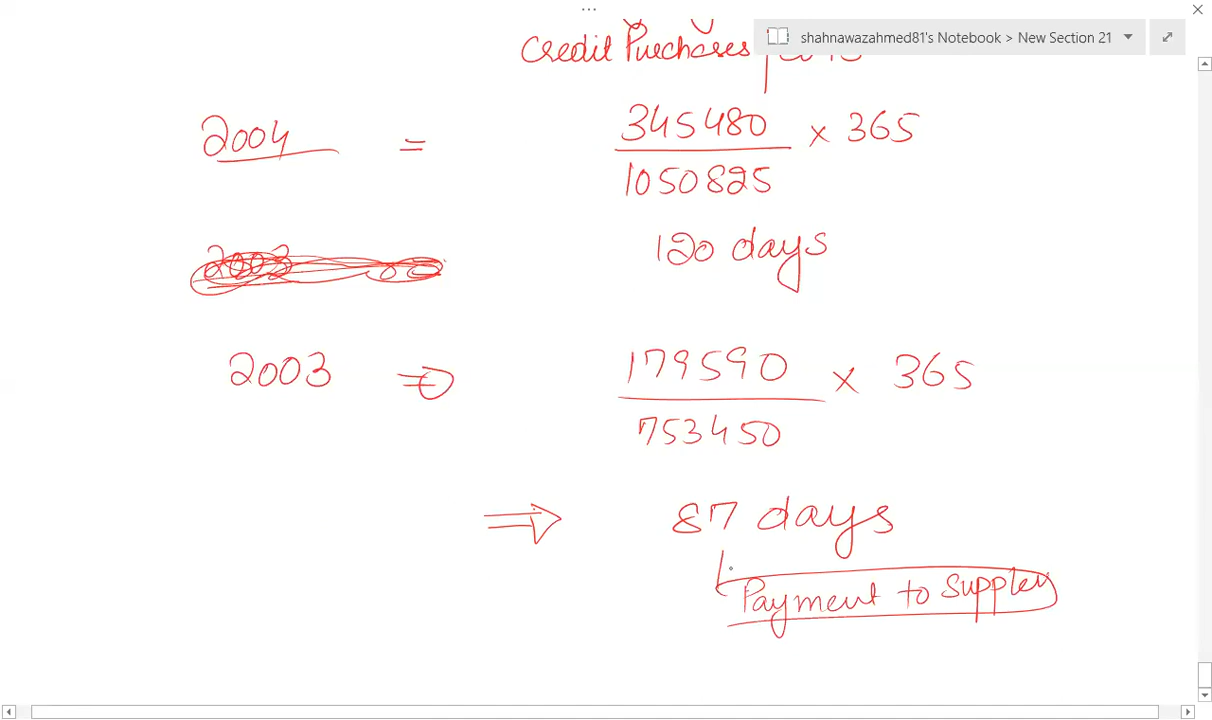 shahnawazahmed81's Notebook > New Section 21
Credit Purchases
2004 = 345480 × 365
1050825
120 days
2003
2003 ⇒ 179590 × 365
753450
⇒ 87 days
Payment to Supplier